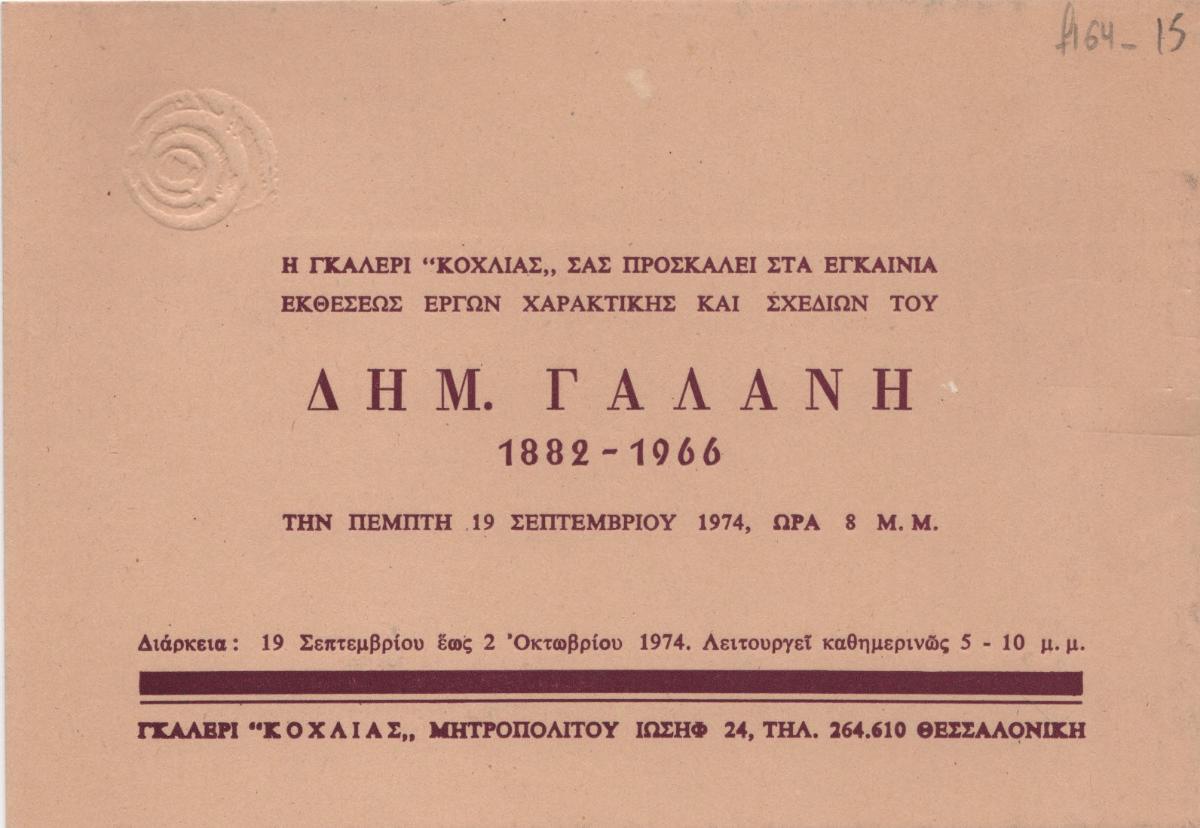 Α164-15
Η ΓΚΑΛΕΡΙ “ΚΟΧΛΙΑΣ„ ΣΑΣ ΠΡΟΣΚΑΛΕΙ ΣΤΑ ΕΓΚΑΙΝΙΑ
ΕΚΘΕΣΕΩΣ ΕΡΓΩΝ ΧΑΡΑΚΤΙΚΗΣ ΚΑΙ ΣΧΕΔΙΩΝ ΤΟΥ
ΔΗΜ. ΓΑΛΑΝΗ
1882-1966
ΤΗΝ ΠΕΜΠΤΗ 19 ΣΕΠΤΕΜΒΡΙΟΥ 1974, ΩΡΑ 8 Μ.Μ.
Διάρκεια: 19 Σεπτεμβρίου ἕως 2 Ὀκτωβρίου 1974. Λειτουργεῖ καθημερινῶς 5 - 10 μ.μ.
ΓΚΑΛΕΡΙ “ΚΟΧΛΙΑΣ„ ΜΗΤΡΟΠΟΛΙΤΟΥ ΙΩΣΗΦ 24, ΤΗΛ. 264.610 ΘΕΣΣΑΛΟΝΙΚΗ